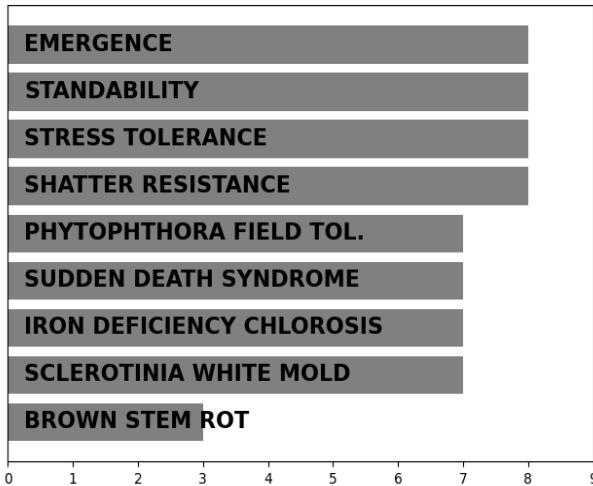 EMERGENCE
STANDABILITY
STRESS TOLERANCE
SHATTER RESISTANCE
PHYTOPHTHORA FIELD TOL.
SUDDEN DEATH SYNDROME
IRON DEFICIENCY CHLOROSIS
SCLEROTINIA WHITE MOLD
BROWN STEM ROT
0 1 2 3 4 5 6 7 8 9